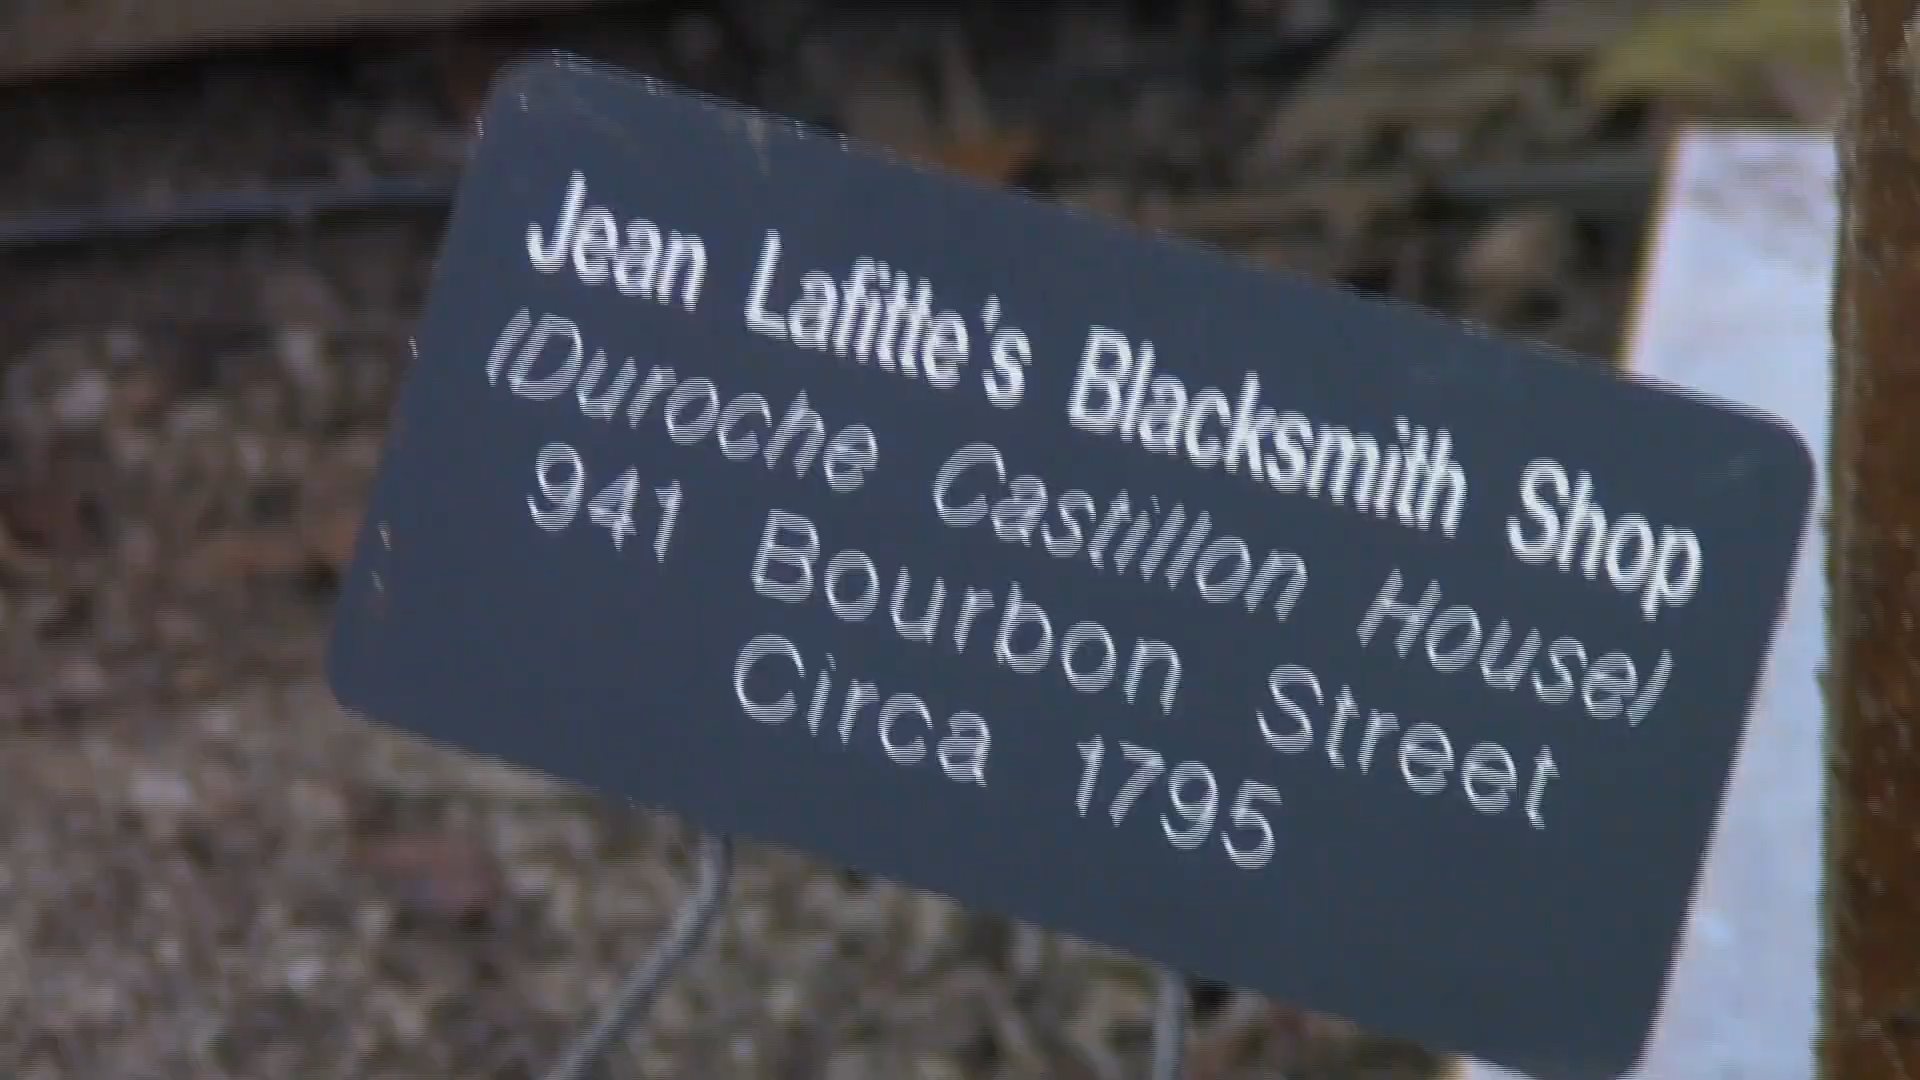 Jean Lafitte's Blacksmith Shop
(Duroche Castillon House)
941 Bourbon Street
Circa 1795